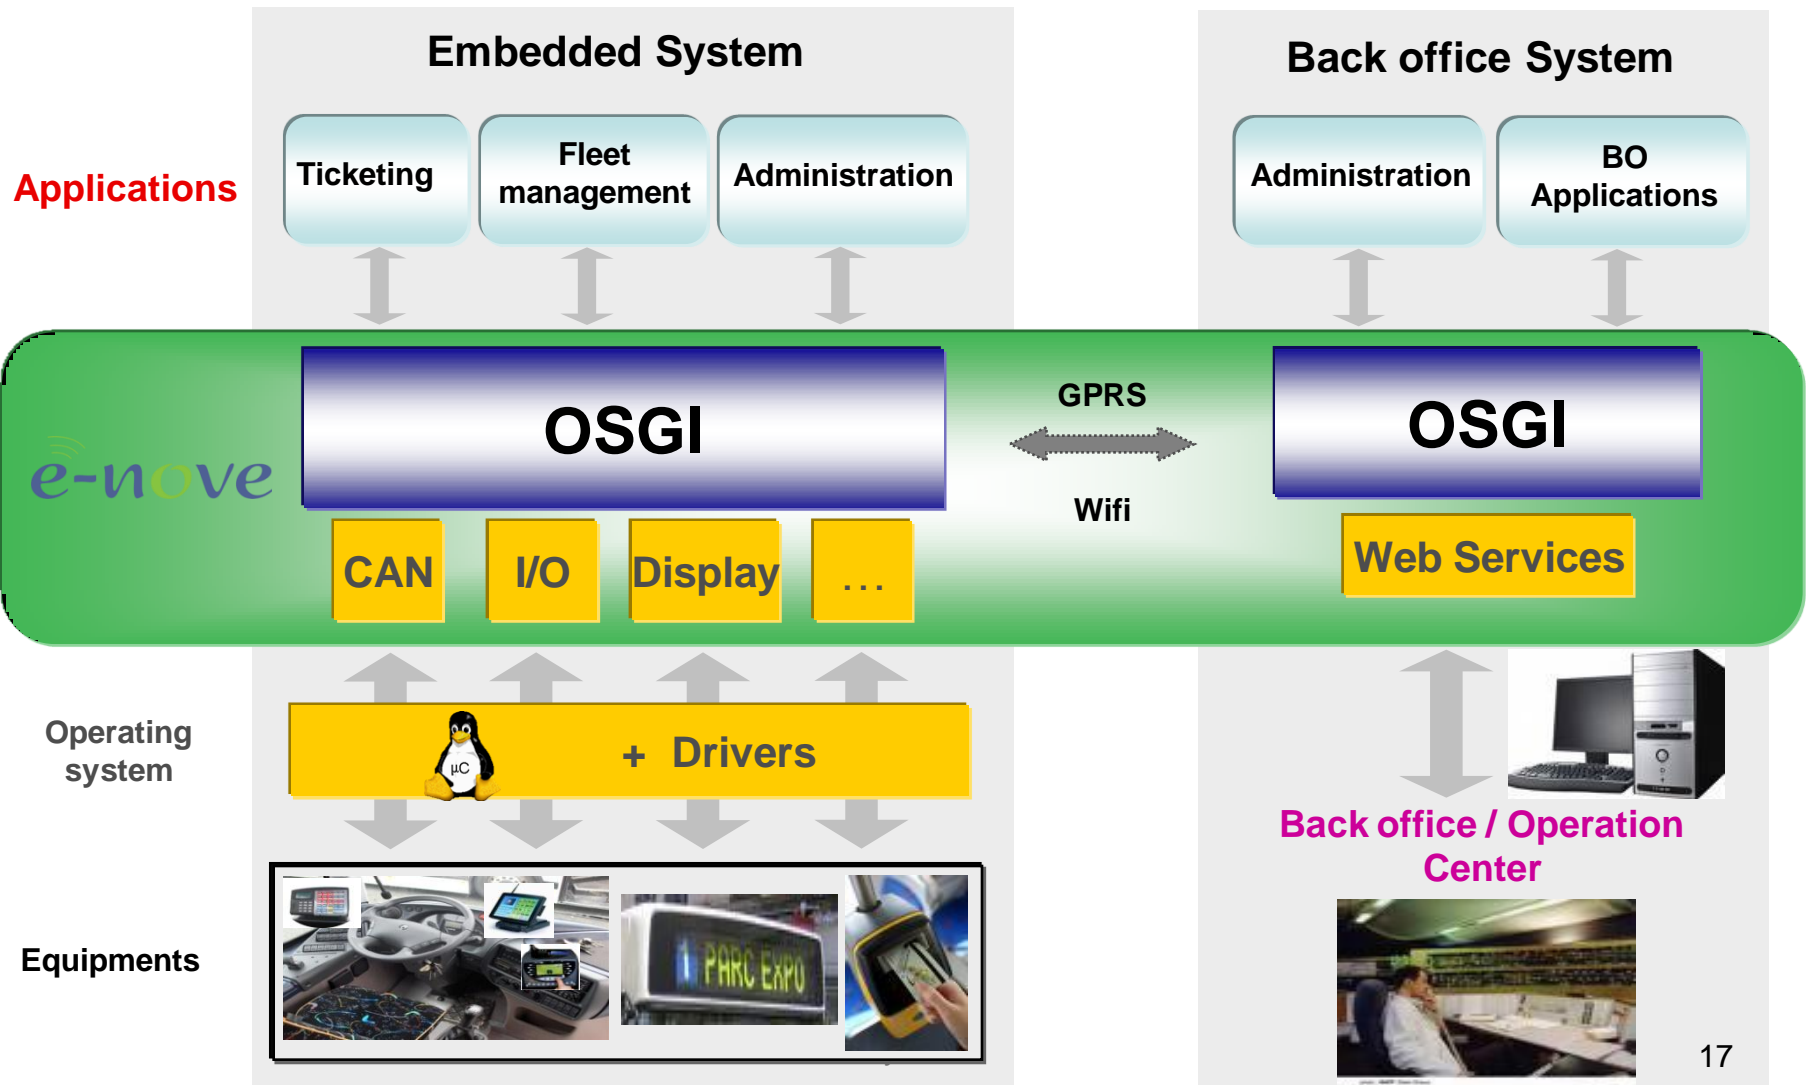 Embedded System
Back office System
Applications
Ticketing
Fleet
management
Administration
Administration
BO
Applications
e-nove
OSGI
GPRS
Wifi
OSGI
CAN
I/O
Display
...
Web Services
Operating
system
µC
+ Drivers
Back office / Operation
Center
Equipments
PARC EXPO
17